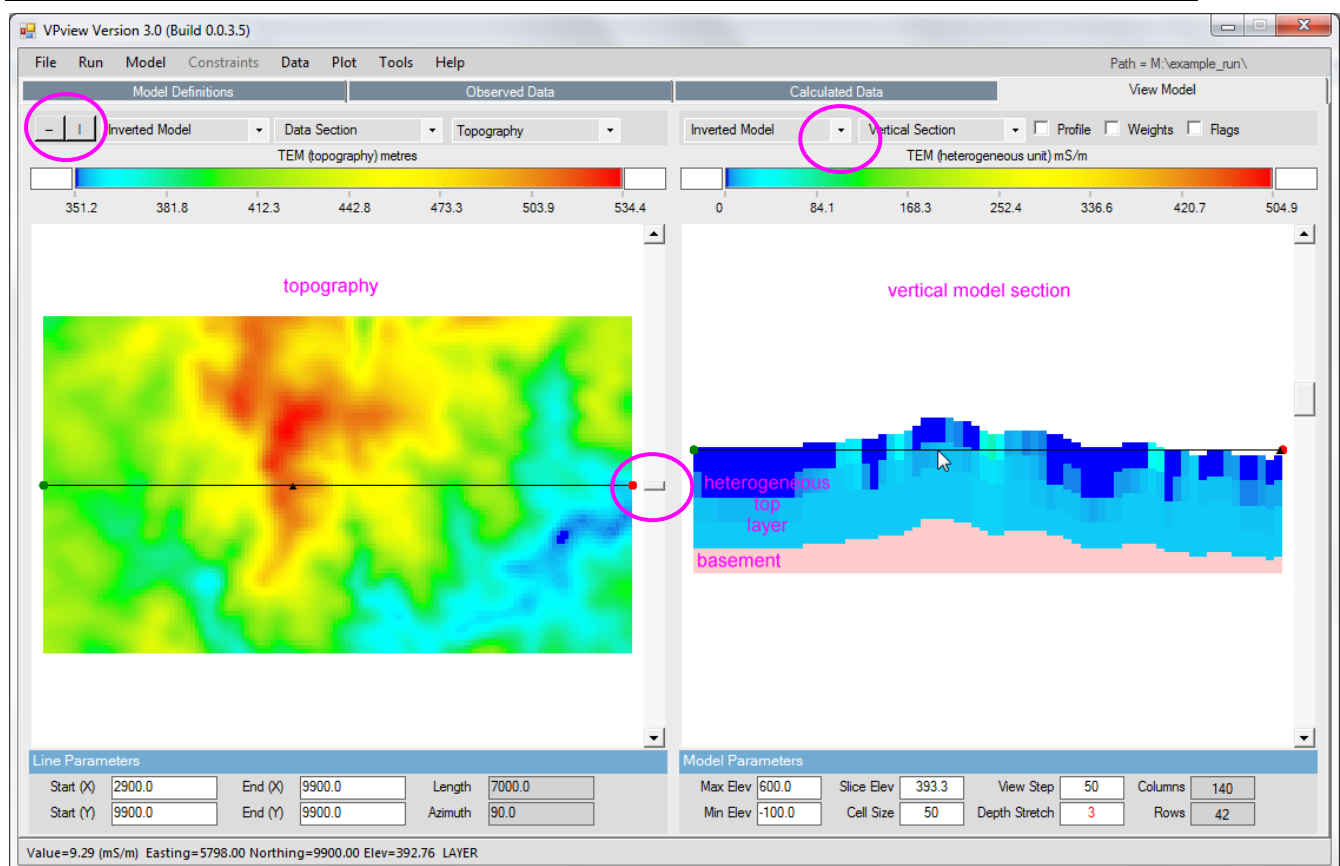 VPview Version 3.0 (Build 0.0.3.5)
File Run Model Constraints Data Plot Tools Help Path = M:\example_run\
Model Definitions Observed Data Calculated Data View Model
– | Inverted Model Data Section Topography Inverted Model Vertical Section Profile Weights Flags
TEM (topography) metres TEM (heterogeneous unit) mS/m
351.2 381.8 412.3 442.8 473.3 503.9 534.4 0 84.1 168.3 252.4 336.6 420.7 504.9
topography
vertical model section
heterogeneous
top
layer
basement
Line Parameters
Start (X) 2900.0 End (X) 9900.0 Length 7000.0
Start (Y) 9900.0 End (Y) 9900.0 Azimuth 90.0
Model Parameters
Max Elev 600.0 Slice Elev 393.3 View Step 50 Columns 140
Min Elev -100.0 Cell Size 50 Depth Stretch 3 Rows 42
Value=9.29 (mS/m) Easting=5798.00 Northing=9900.00 Elev=392.76 LAYER